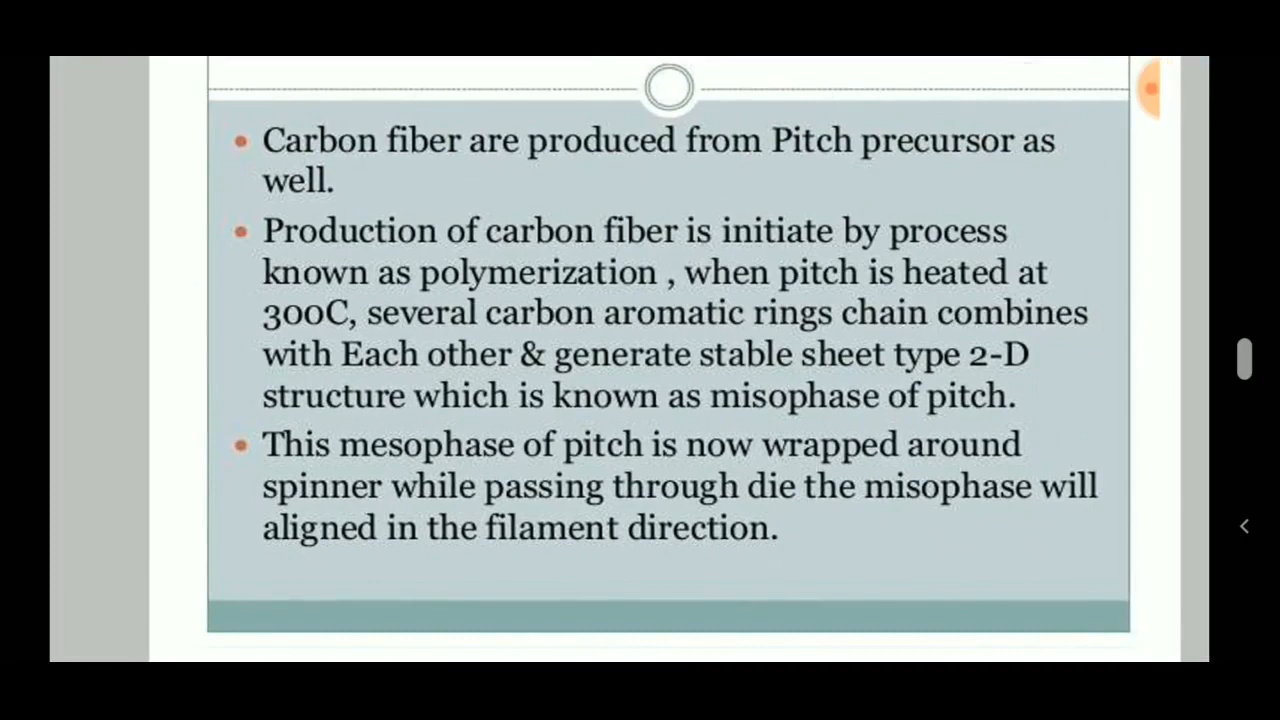 • Carbon fiber are produced from Pitch precursor as
well.
• Production of carbon fiber is initiate by process
known as polymerization , when pitch is heated at
300C, several carbon aromatic rings chain combines
with Each other & generate stable sheet type 2-D
structure which is known as misophase of pitch.
• This mesophase of pitch is now wrapped around
spinner while passing through die the misophase will
aligned in the filament direction.